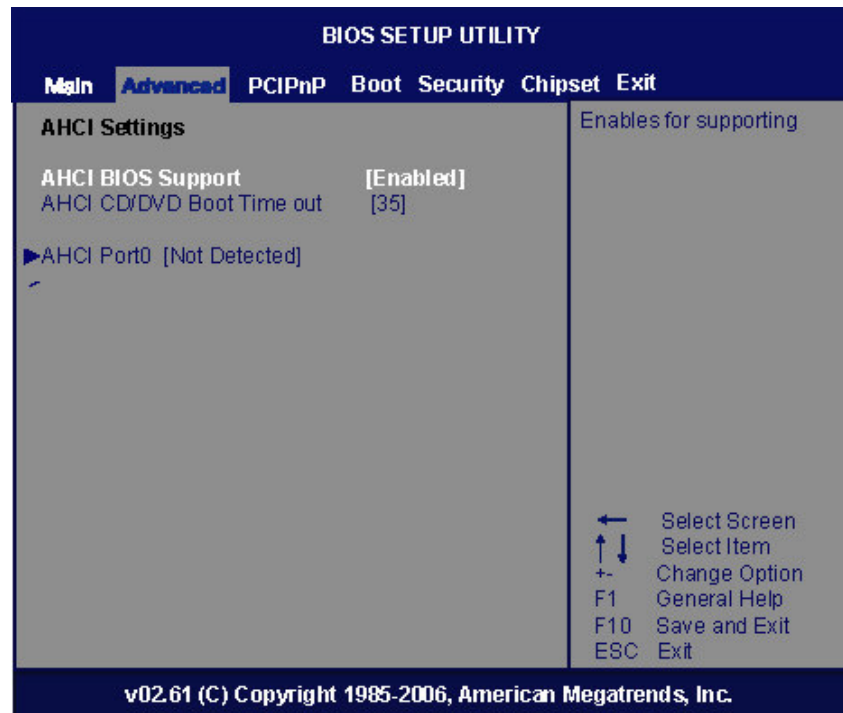 BIOS SETUP UTILITY
Main Advanced PCIPnP Boot Security Chipset Exit
AHCI Settings
AHCI BIOS Support [Enabled]
AHCI CD/DVD Boot Time out [35]
▶AHCI Port0 [Not Detected]
Enables for supporting
← Select Screen
↑↓ Select Item
+- Change Option
F1 General Help
F10 Save and Exit
ESC Exit
v02.61 (C) Copyright 1985-2006, American Megatrends, Inc.